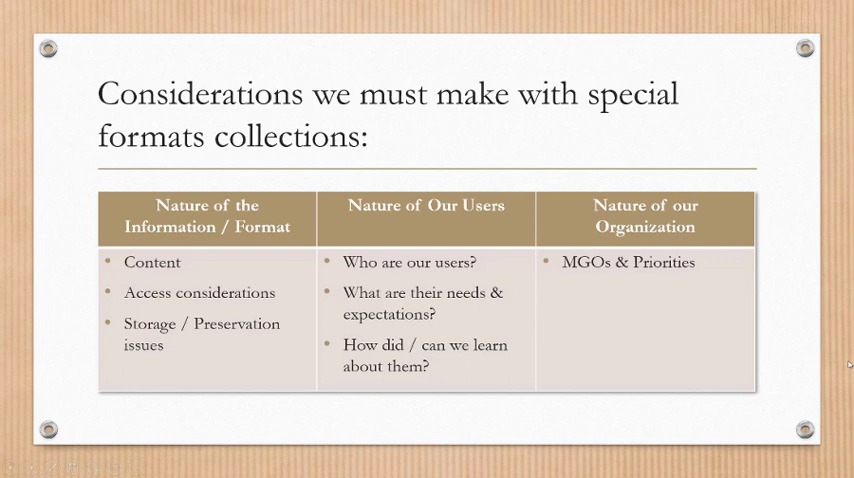 Considerations we must make with special
formats collections:
Nature of the
Information / Format
Nature of Our Users
Nature of our
Organization
• Content
• Access considerations
• Storage / Preservation
issues
• Who are our users?
• What are their needs &
expectations?
• How did / can we learn
about them?
• MGOs & Priorities